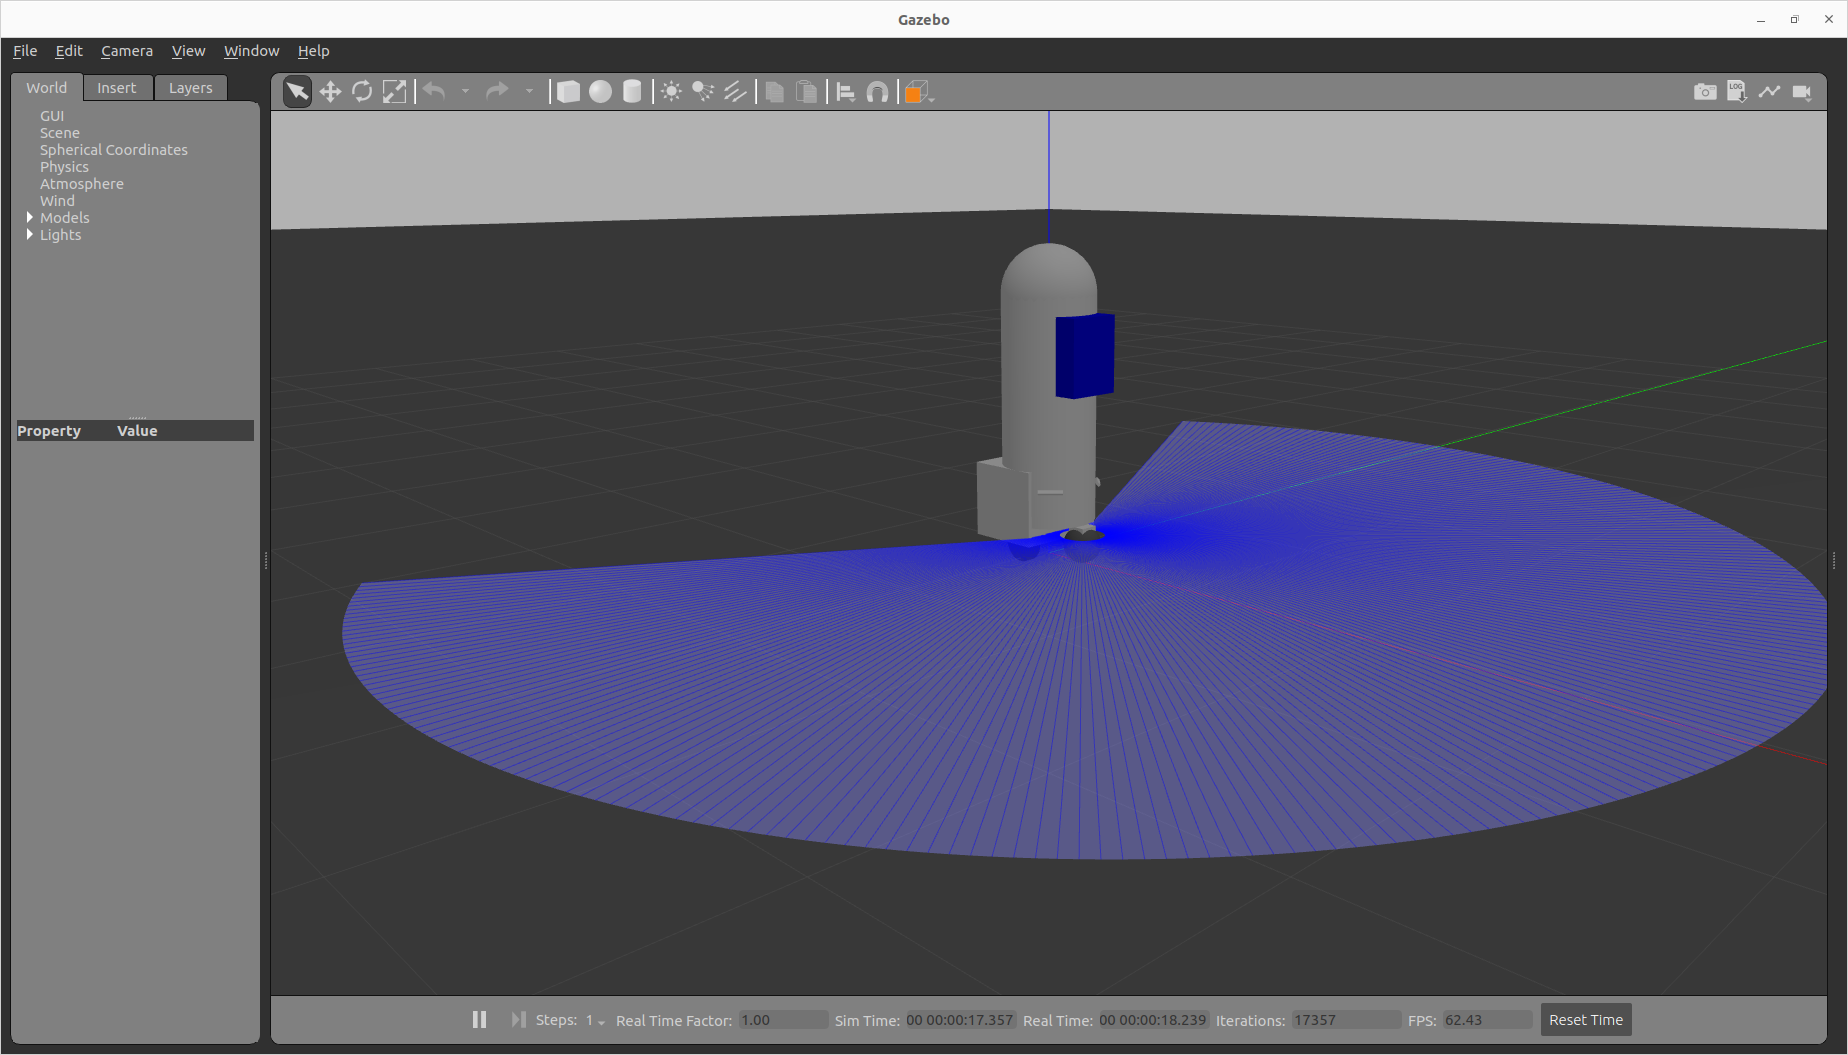 Gazebo
File Edit Camera View Window Help
World Insert Layers
LOG
GUI
Scene
Spherical Coordinates
Physics
Atmosphere
Wind
Models
Lights
Property Value
Steps: 1 Real Time Factor: 1.00 Sim Time: 00 00:00:17.357 Real Time: 00 00:00:18.239 Iterations: 17357 FPS: 62.43 Reset Time